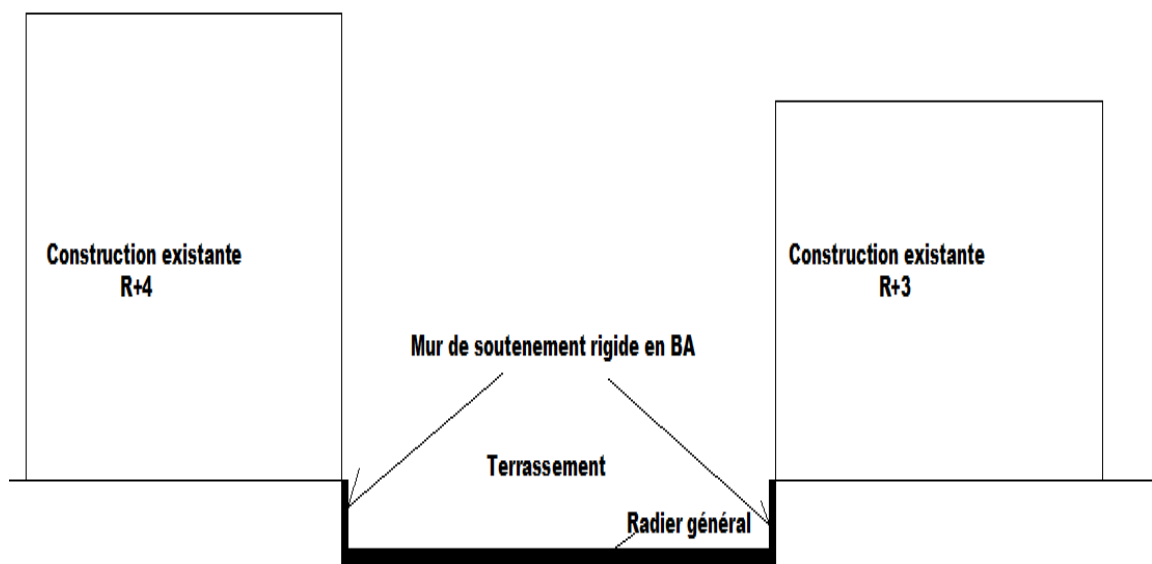 Construction existante
R+4
Construction existante
R+3
Mur de soutenement rigide en BA
Terrassement
Radier général